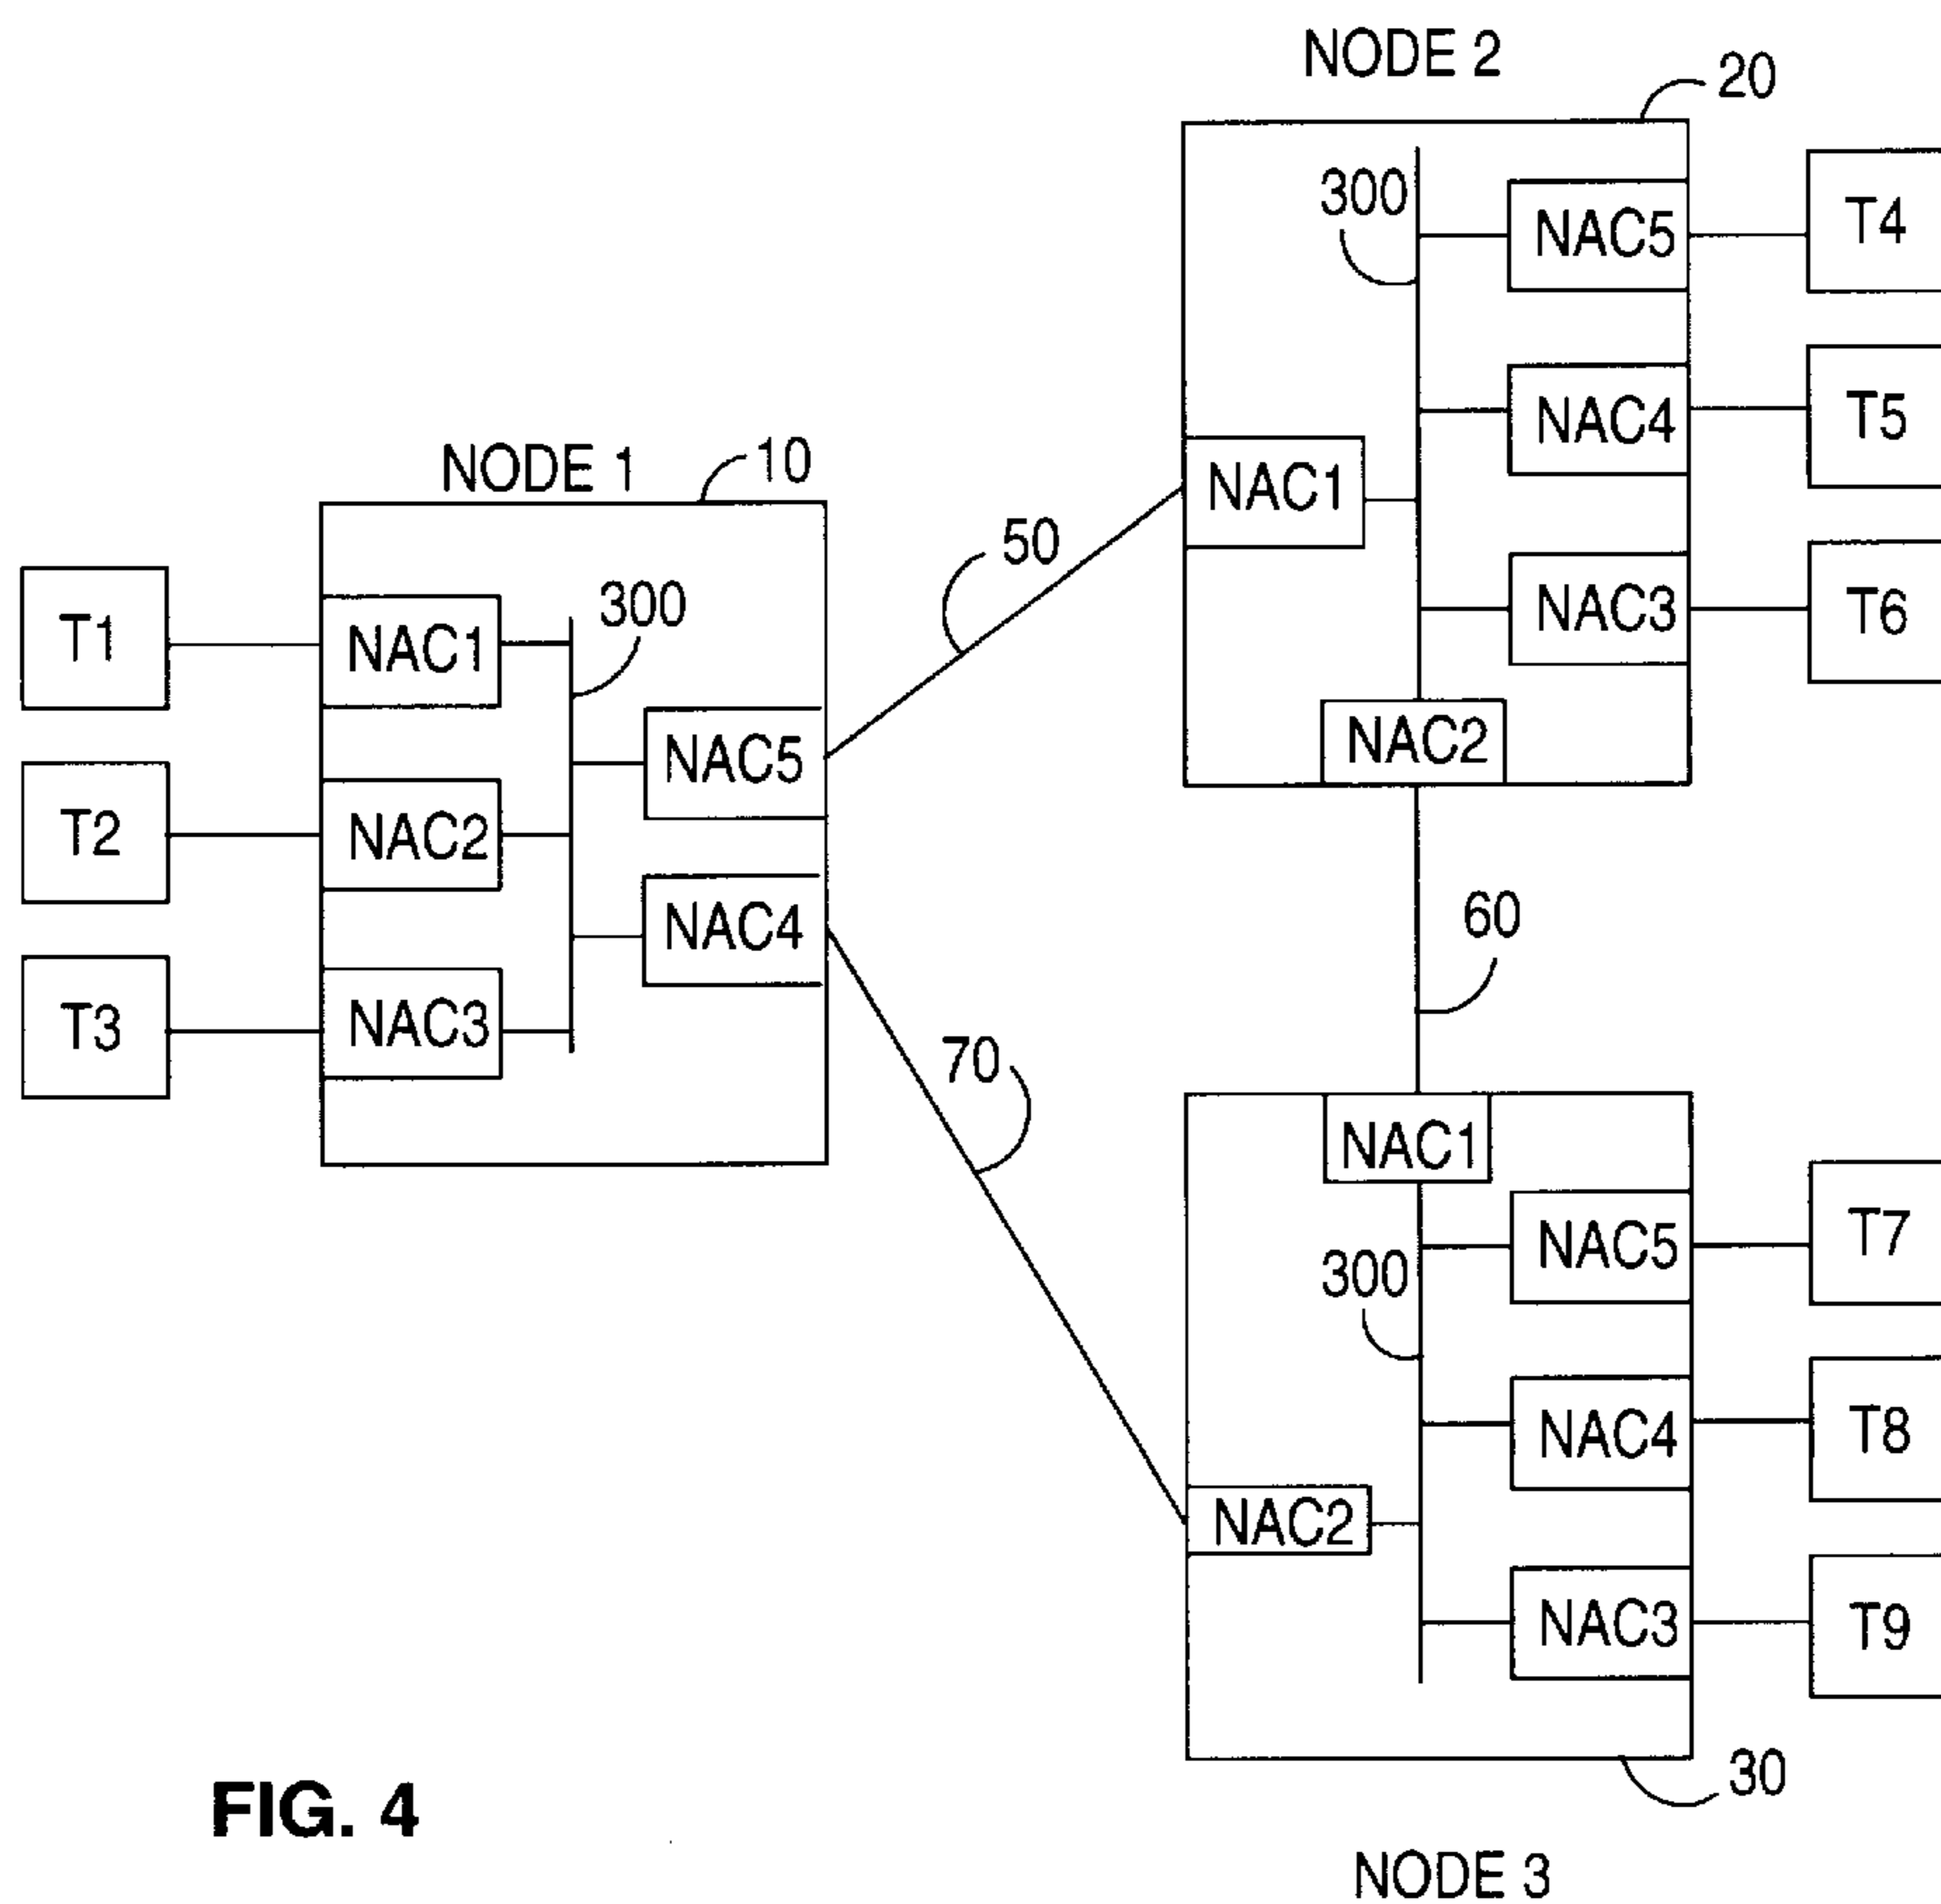 NODE 2
20
300
NAC5
T4
NAC4
T5
NAC1
NAC3
T6
NAC2
NODE 1
10
T1
NAC1
300
NAC5
T2
NAC2
NAC4
T3
NAC3
50
60
70
NAC1
NAC5
T7
300
NAC4
T8
NAC2
NAC3
T9
30
NODE 3
FIG. 4